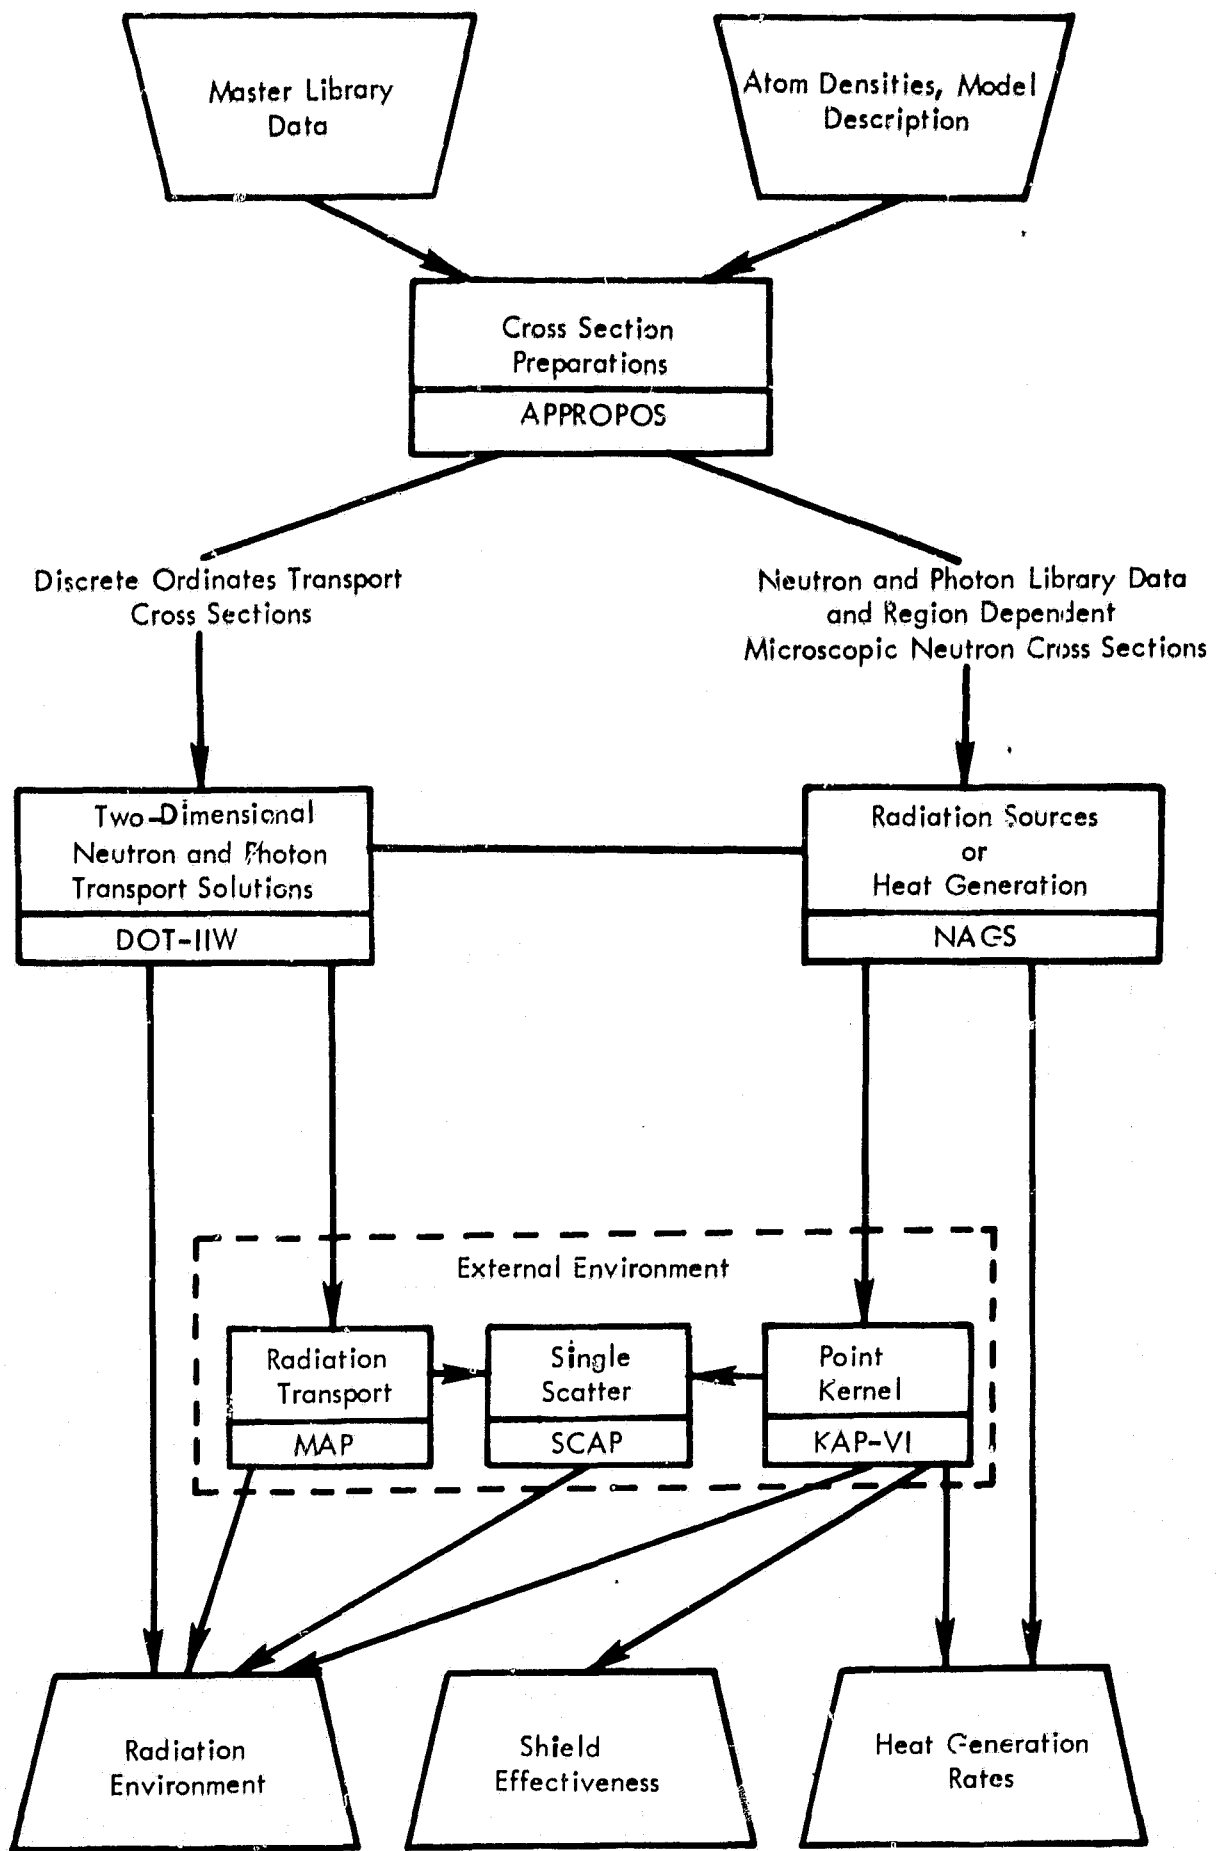 Master Library
Data
Atom Densities, Model
Description
Cross Section
Preparations
APPROPOS
Discrete Ordinates Transport
Cross Sections
Neutron and Photon Library Data
and Region Dependent
Microscopic Neutron Cross Sections
Two-Dimensional
Neutron and Photon
Transport Solutions
DOT-IIW
Radiation Sources
or
Heat Generation
NAGS
External Environment
Radiation
Transport
MAP
Single
Scatter
SCAP
Point
Kernel
KAP-VI
Radiation
Environment
Shield
Effectiveness
Heat Generation
Rates